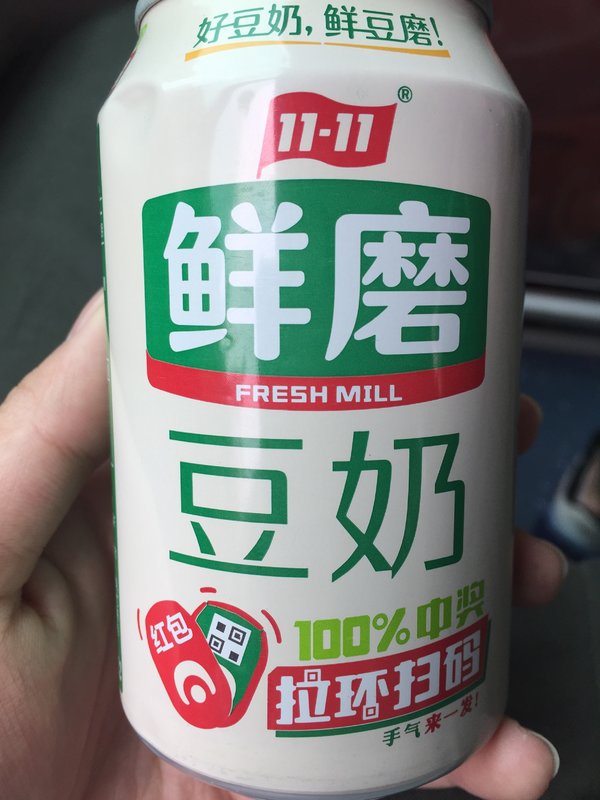 好豆奶,鲜豆磨!
11-11®
鲜磨
FRESH MILL
豆奶
红包
100%中奖
拉环扫码
手气来一发!